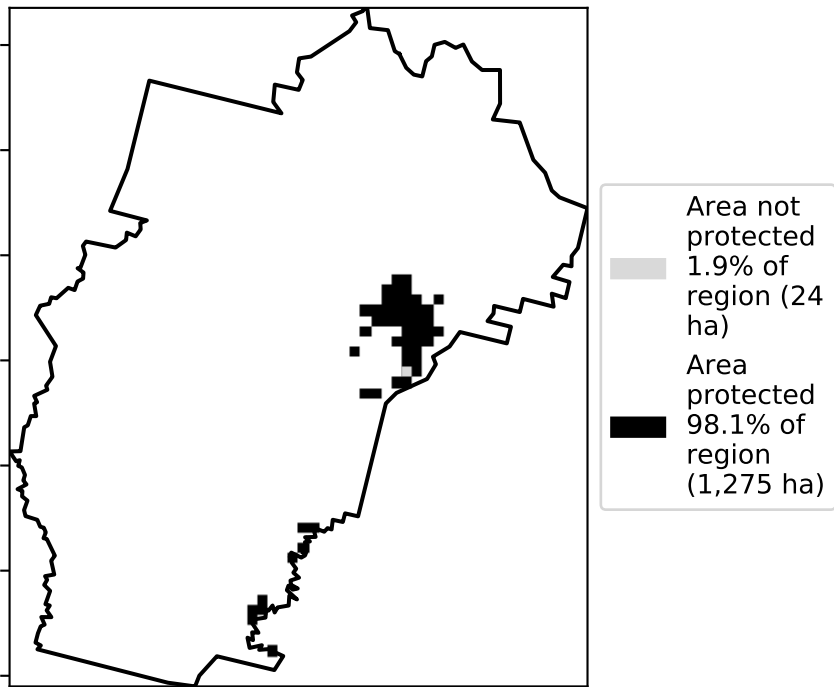 Area not
protected
1.9% of
region (24
ha)
Area
protected
98.1% of
region
(1,275 ha)